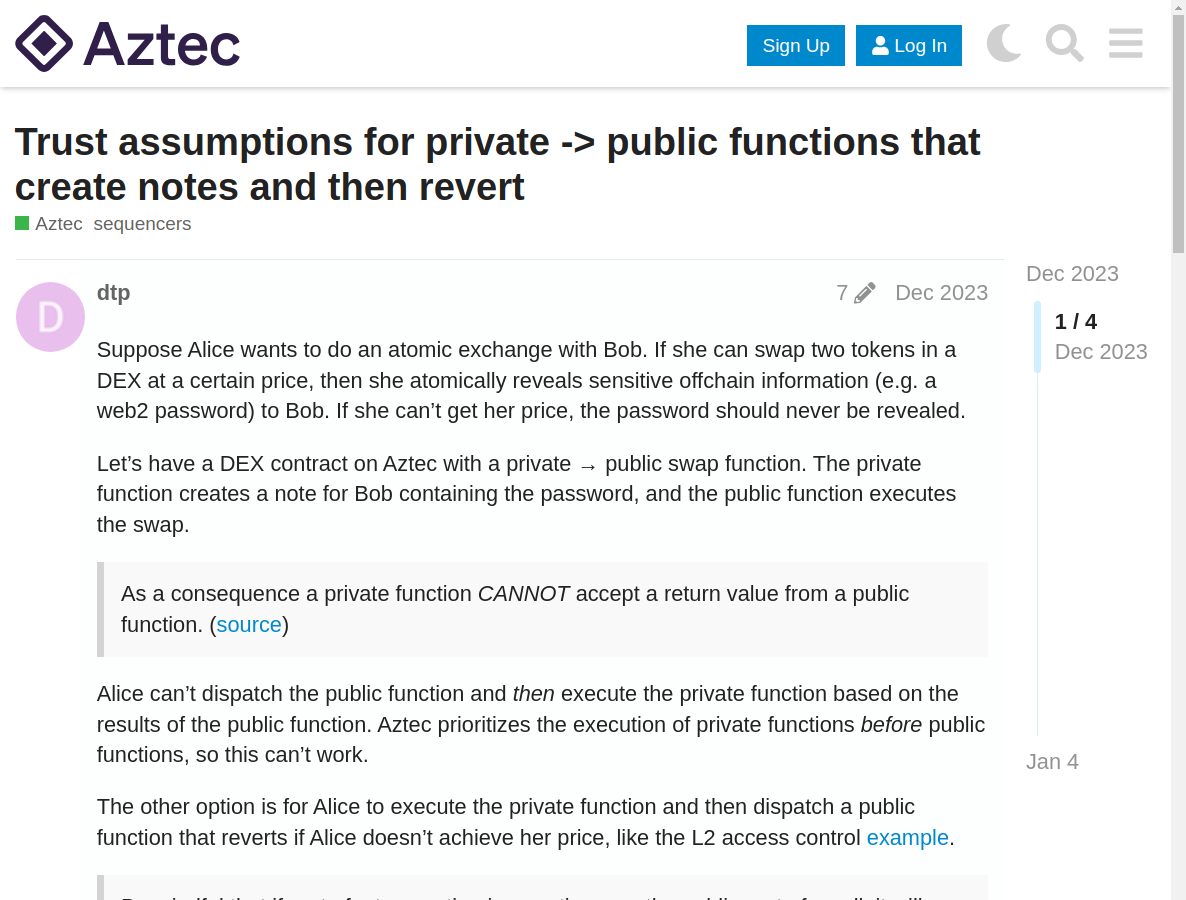 Aztec
Sign Up
Log In
Trust assumptions for private -> public functions that
create notes and then revert
Aztec sequencers
D
dtp
7
Dec 2023
Suppose Alice wants to do an atomic exchange with Bob. If she can swap two tokens in a
DEX at a certain price, then she atomically reveals sensitive offchain information (e.g. a
web2 password) to Bob. If she can’t get her price, the password should never be revealed.
Let’s have a DEX contract on Aztec with a private → public swap function. The private
function creates a note for Bob containing the password, and the public function executes
the swap.
As a consequence a private function CANNOT accept a return value from a public
function. (source)
Alice can’t dispatch the public function and then execute the private function based on the
results of the public function. Aztec prioritizes the execution of private functions before public
functions, so this can’t work.
The other option is for Alice to execute the private function and then dispatch a public
function that reverts if Alice doesn’t achieve her price, like the L2 access control example.
Dec 2023
1 / 4
Dec 2023
Jan 4